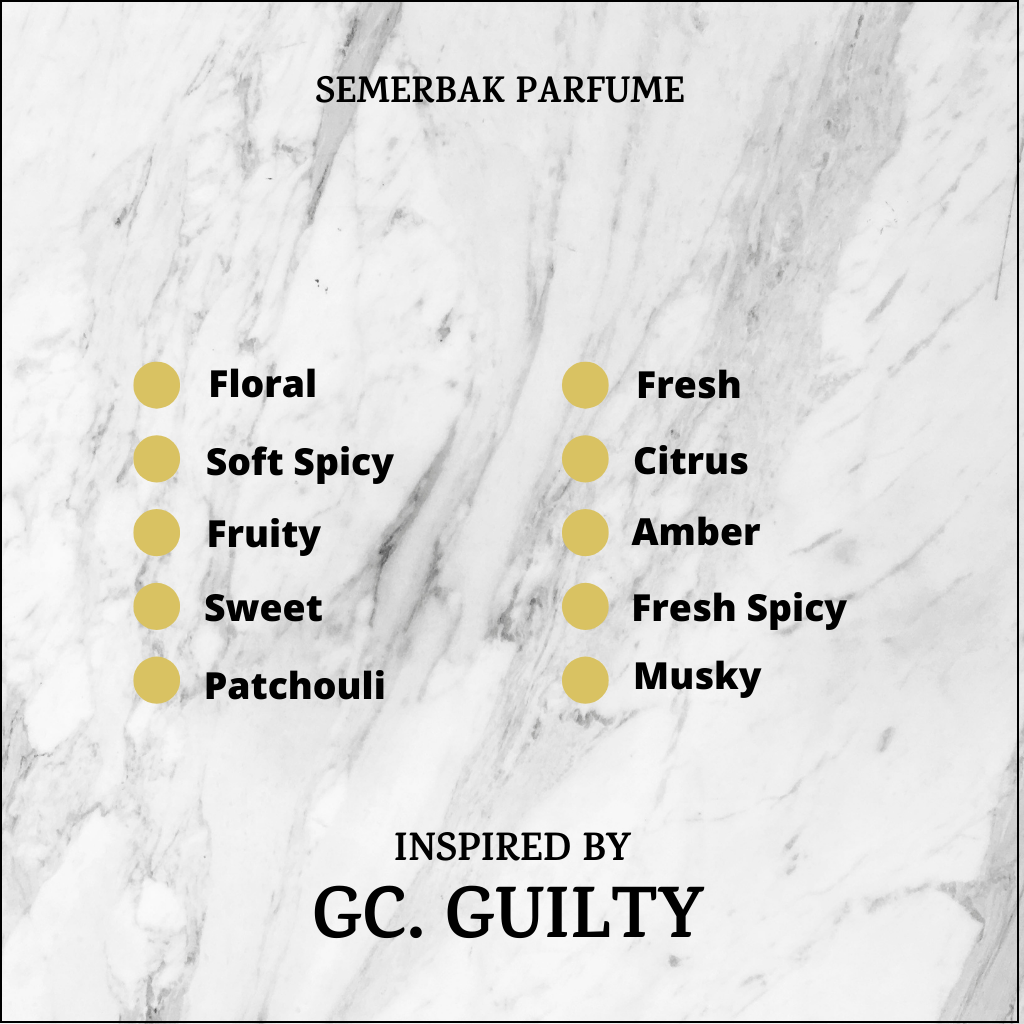 SEMERBAK PARFUME
Floral
Soft Spicy
Fruity
Sweet
Patchouli
Fresh
Citrus
Amber
Fresh Spicy
Musky
INSPIRED BY
GC. GUILTY